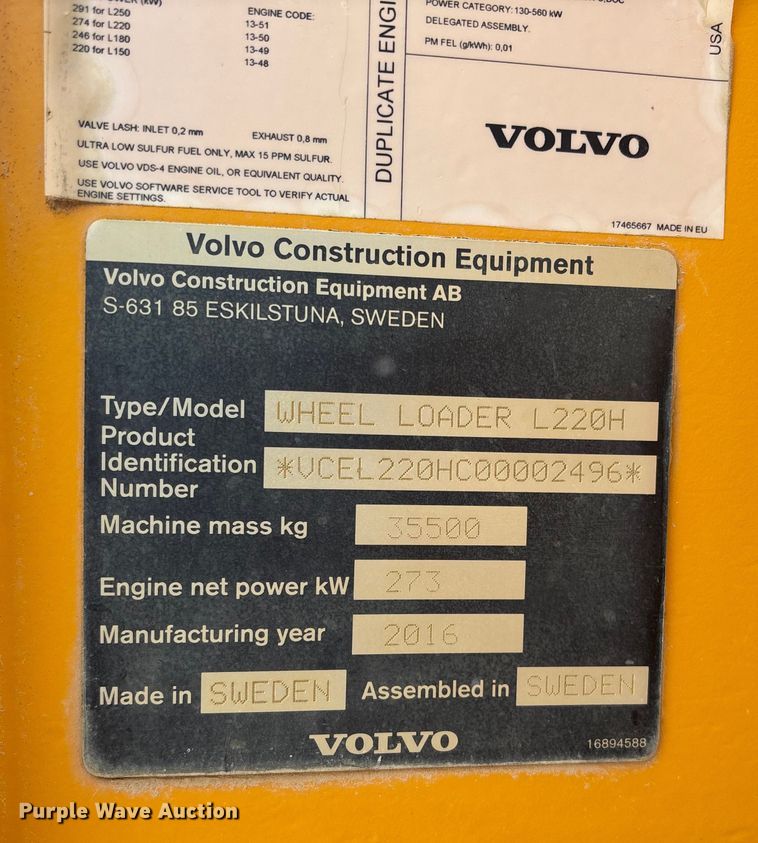 291 for L250
274 for L220
246 for L180
220 for L150
ENGINE CODE:
13-51
13-50
13-49
13-48
VALVE LASH: INLET 0,2 mm EXHAUST 0,8 mm
ULTRA LOW SULFUR FUEL ONLY, MAX 15 PPM SULFUR.
USE VOLVO VDS-4 ENGINE OIL, OR EQUIVALENT QUALITY.
USE VOLVO SOFTWARE SERVICE TOOL TO VERIFY ACTUAL
ENGINE SETTINGS.
DUPLICATE ENGI
POWER CATEGORY: 130-560 kW
DELEGATED ASSEMBLY.
PM FEL (g/kWh): 0,01
USA
VOLVO
17465667 MADE IN EU
Volvo Construction Equipment
Volvo Construction Equipment AB
S-631 85 ESKILSTUNA, SWEDEN
Type/Model WHEEL LOADER L220H
Product
Identification
Number *VCEL220HC00002496*
Machine mass kg 35500
Engine net power kW 273
Manufacturing year 2016
Made in SWEDEN Assembled in SWEDEN
VOLVO
16894588
Purple Wave Auction